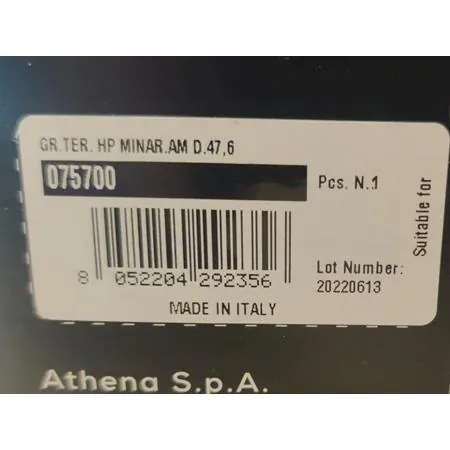 GR.TER. HP MINAR.AM D.47,6
075700
Pcs. N.1
Suitable for
8 052204 292356
Lot Number:
20220613
MADE IN ITALY
Athena S.p.A.